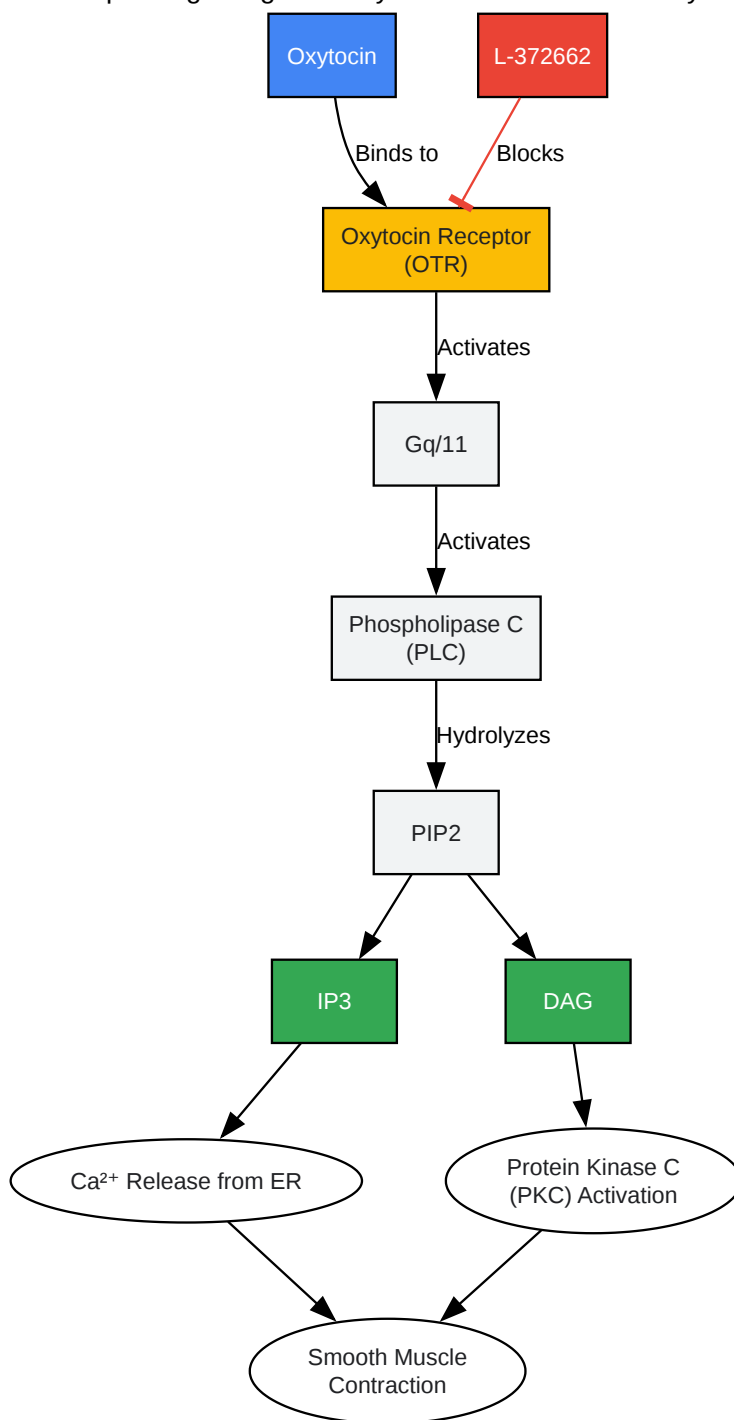 Oxytocin
L-372662
Binds to
Blocks
Oxytocin Receptor
(OTR)
Activates
Gq/11
Activates
Phospholipase C
(PLC)
Hydrolyzes
PIP2
IP3
DAG
Ca²⁺ Release from ER
Protein Kinase C
(PKC) Activation
Smooth Muscle
Contraction